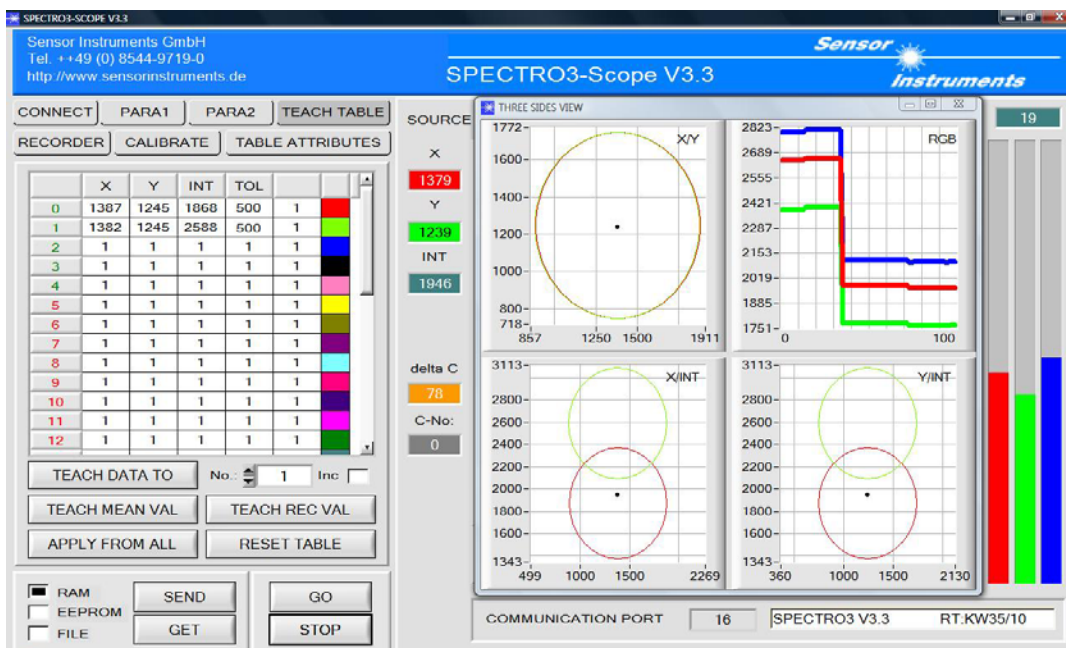 SPECTRO3-SCOPE V3.3
Sensor Instruments GmbH
Tel. ++49 (0) 8544-9719-0
http://www.sensorinstruments.de
SPECTRO3-Scope V3.3
Sensor
Instruments
CONNECT PARA1 PARA2 TEACH TABLE
RECORDER CALIBRATE TABLE ATTRIBUTES
X Y INT TOL
0 1387 1245 1868 500 1
1 1382 1245 2588 500 1
2 1 1 1 1 1
3 1 1 1 1 1
4 1 1 1 1 1
5 1 1 1 1 1
6 1 1 1 1 1
7 1 1 1 1 1
8 1 1 1 1 1
9 1 1 1 1 1
10 1 1 1 1 1
11 1 1 1 1 1
12 1 1 1 1 1
TEACH DATA TO No.: 1 Inc
TEACH MEAN VAL TEACH REC VAL
APPLY FROM ALL RESET TABLE
RAM
EEPROM
FILE
SEND GO
GET STOP
SOURCE
X
1379
Y
1239
INT
1946
delta C
78
C-No:
0
THREE SIDES VIEW
X/Y
1772
1600
1400
1200
1000
800
718
857 1250 1500 1911
RGB
2823
2689
2555
2421
2287
2153
2019
1885
1751
0 100
X/INT
3113
2800
2600
2400
2200
2000
1800
1600
1343
499 1000 1500 2269
Y/INT
3113
2800
2600
2400
2200
2000
1800
1600
1343
360 1000 1500 2130
19
COMMUNICATION PORT 16 SPECTRO3 V3.3 RT:KW35/10